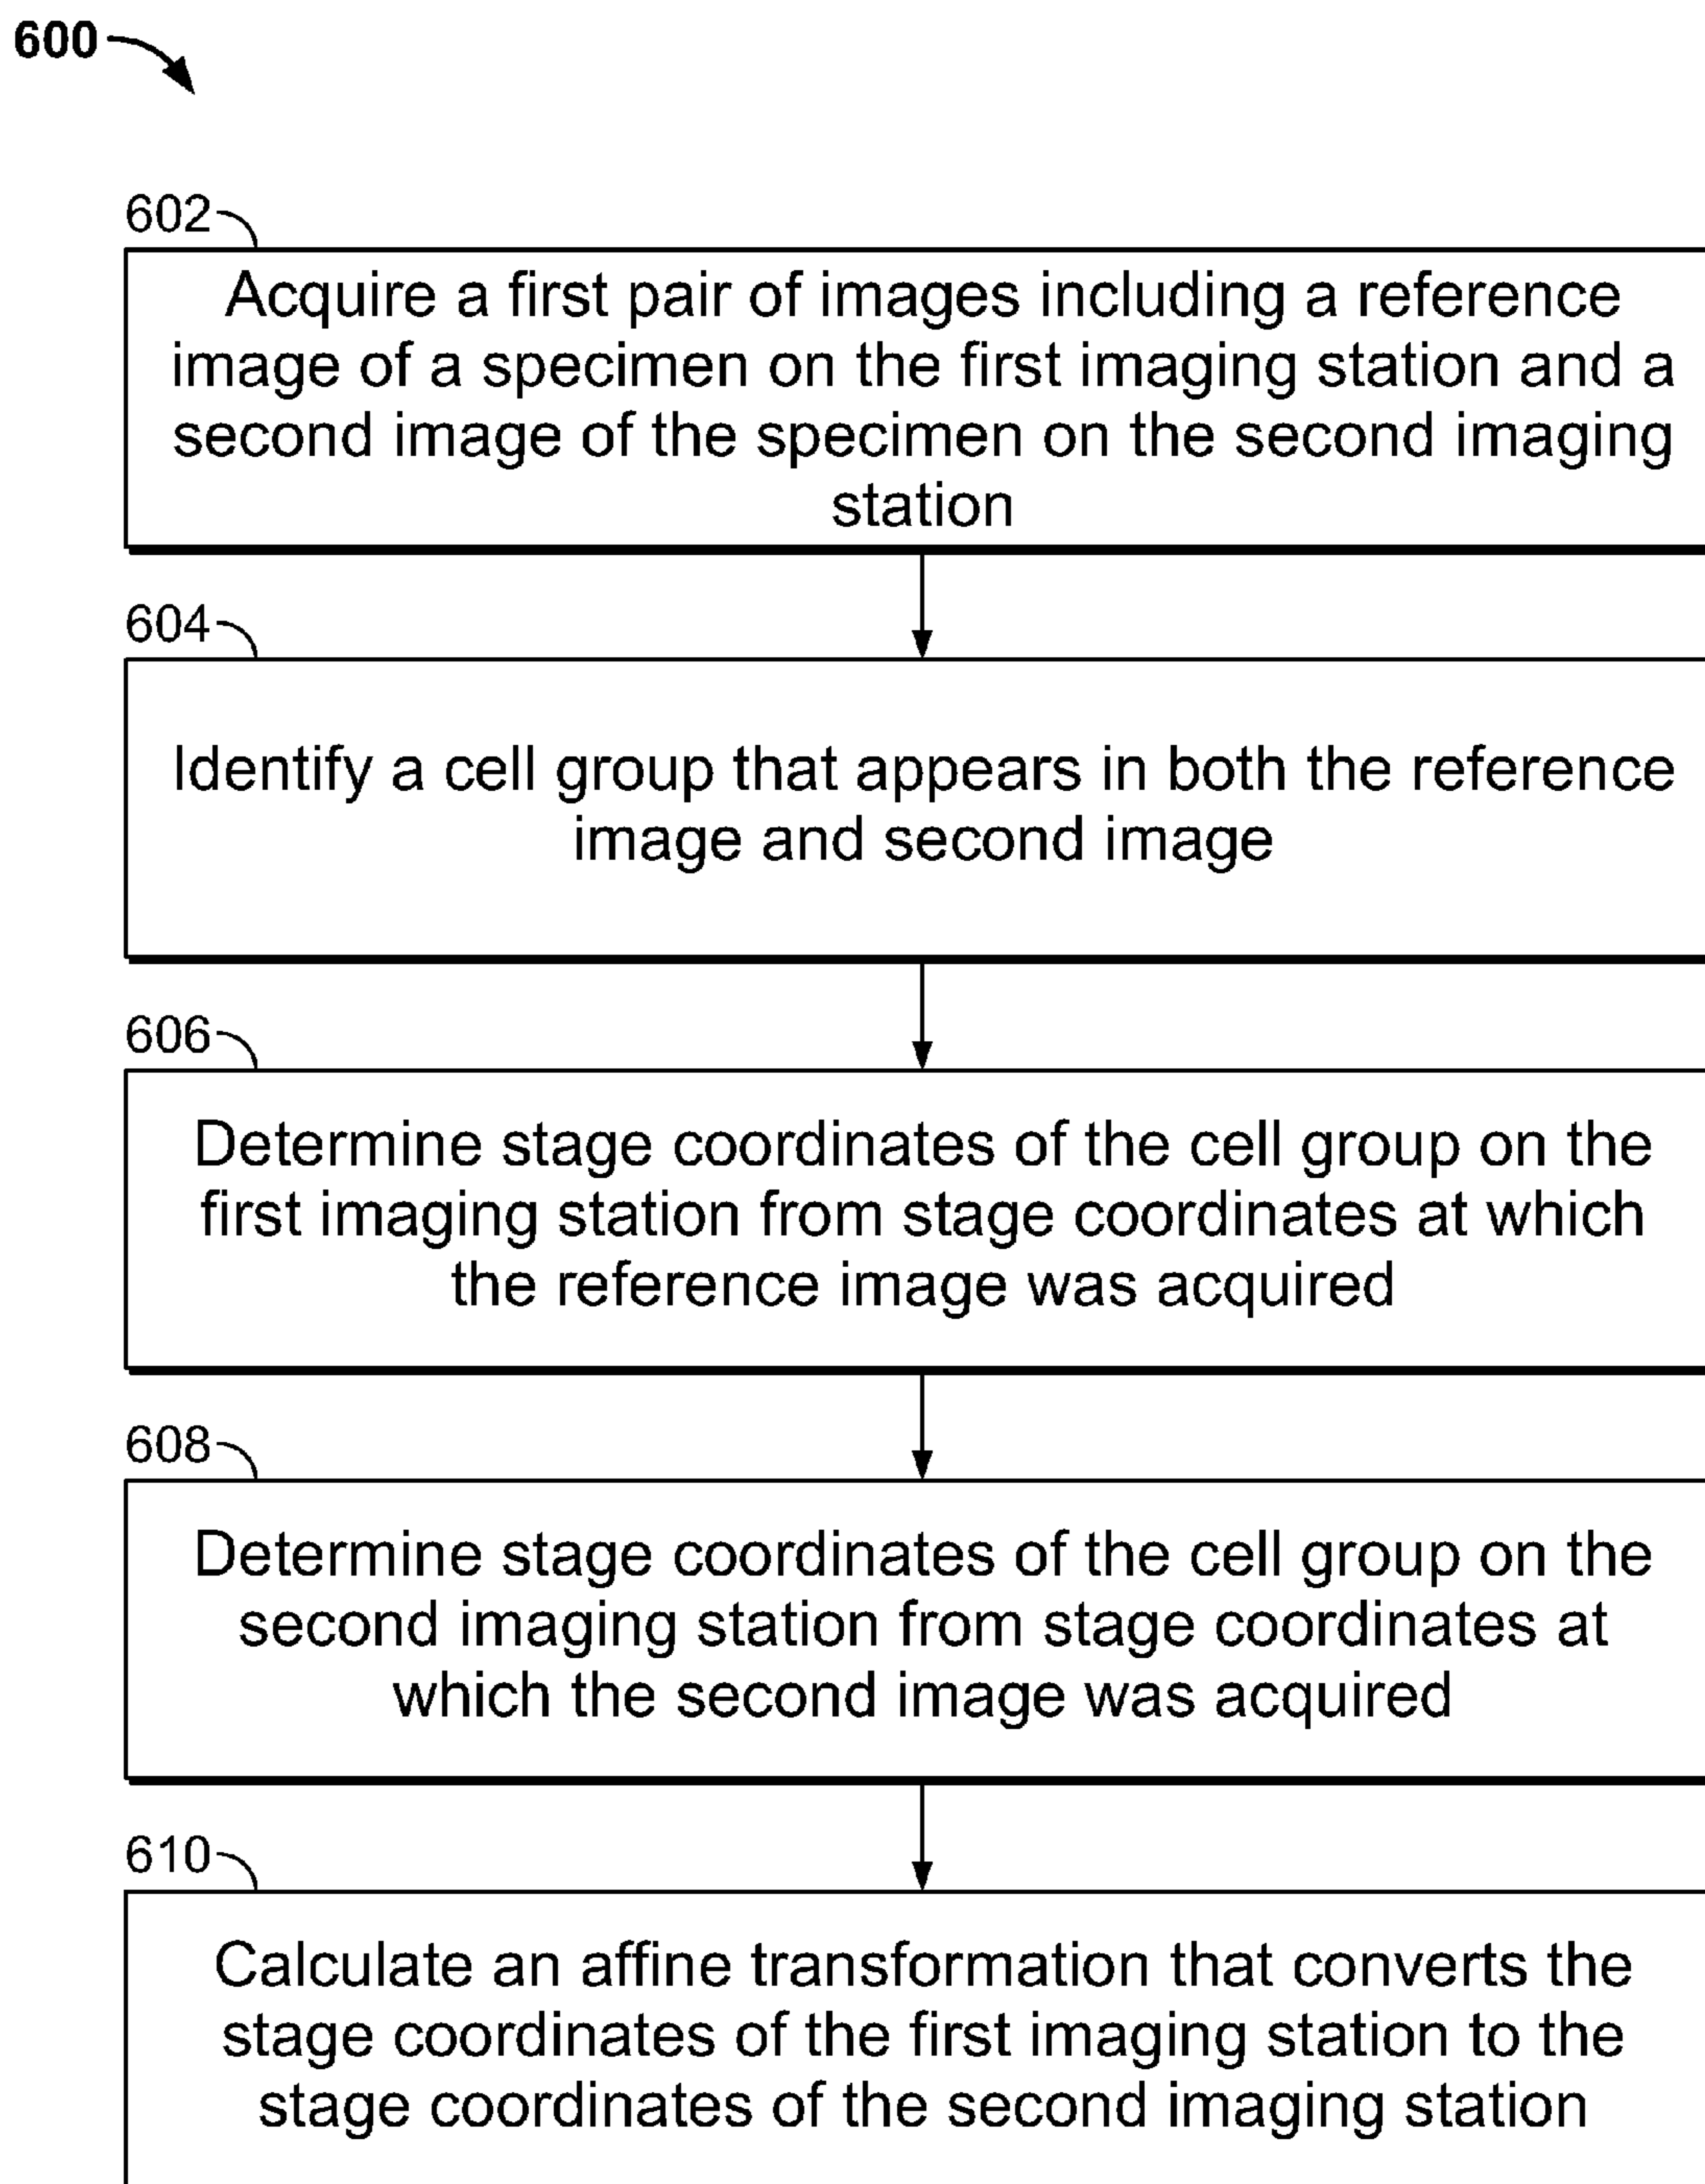 600
602
Acquire a first pair of images including a reference
image of a specimen on the first imaging station and a
second image of the specimen on the second imaging
station
604
Identify a cell group that appears in both the reference
image and second image
606
Determine stage coordinates of the cell group on the
first imaging station from stage coordinates at which
the reference image was acquired
608
Determine stage coordinates of the cell group on the
second imaging station from stage coordinates at
which the second image was acquired
610
Calculate an affine transformation that converts the
stage coordinates of the first imaging station to the
stage coordinates of the second imaging station